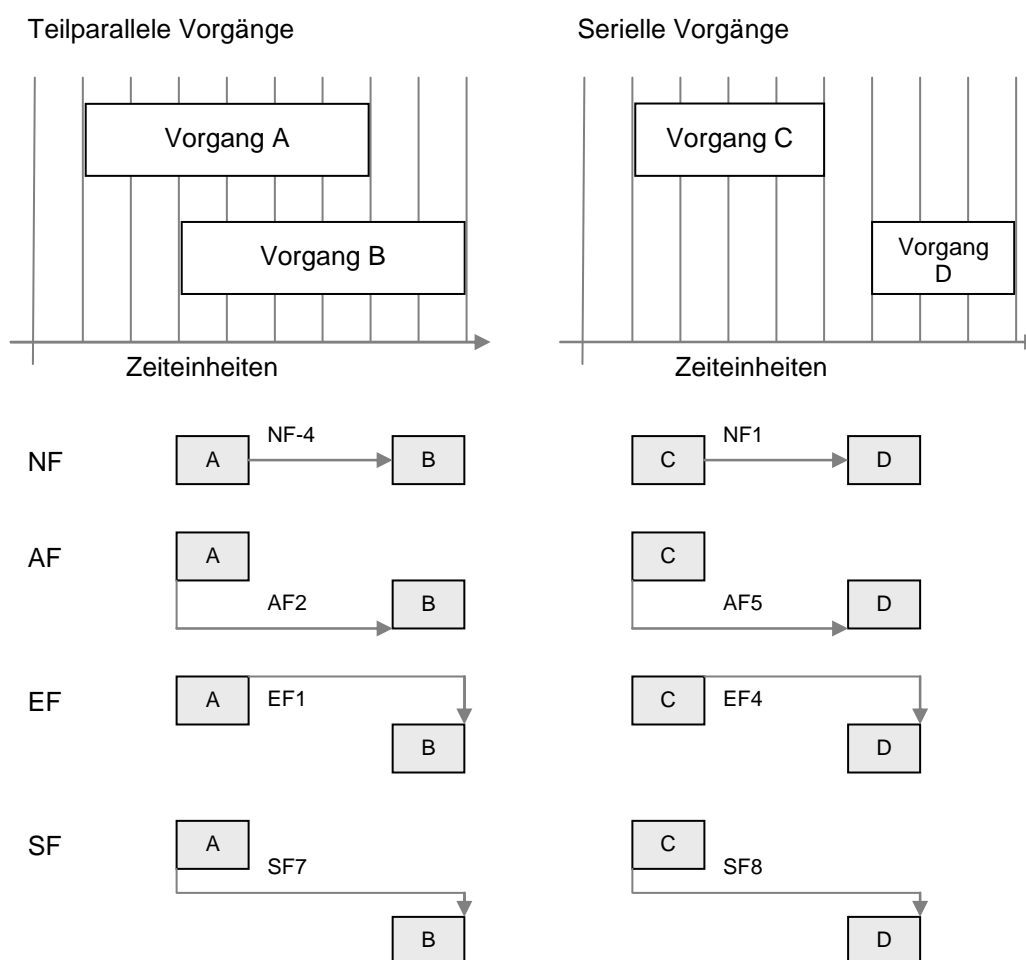 Teilparallele Vorgänge
Serielle Vorgänge
Vorgang A
Vorgang C
Vorgang B
Vorgang
D
Zeiteinheiten
Zeiteinheiten
NF
A
NF-4
B
C
NF1
D
AF
A
AF2
B
C
AF5
D
EF
A
EF1
B
C
EF4
D
SF
A
SF7
B
C
SF8
D